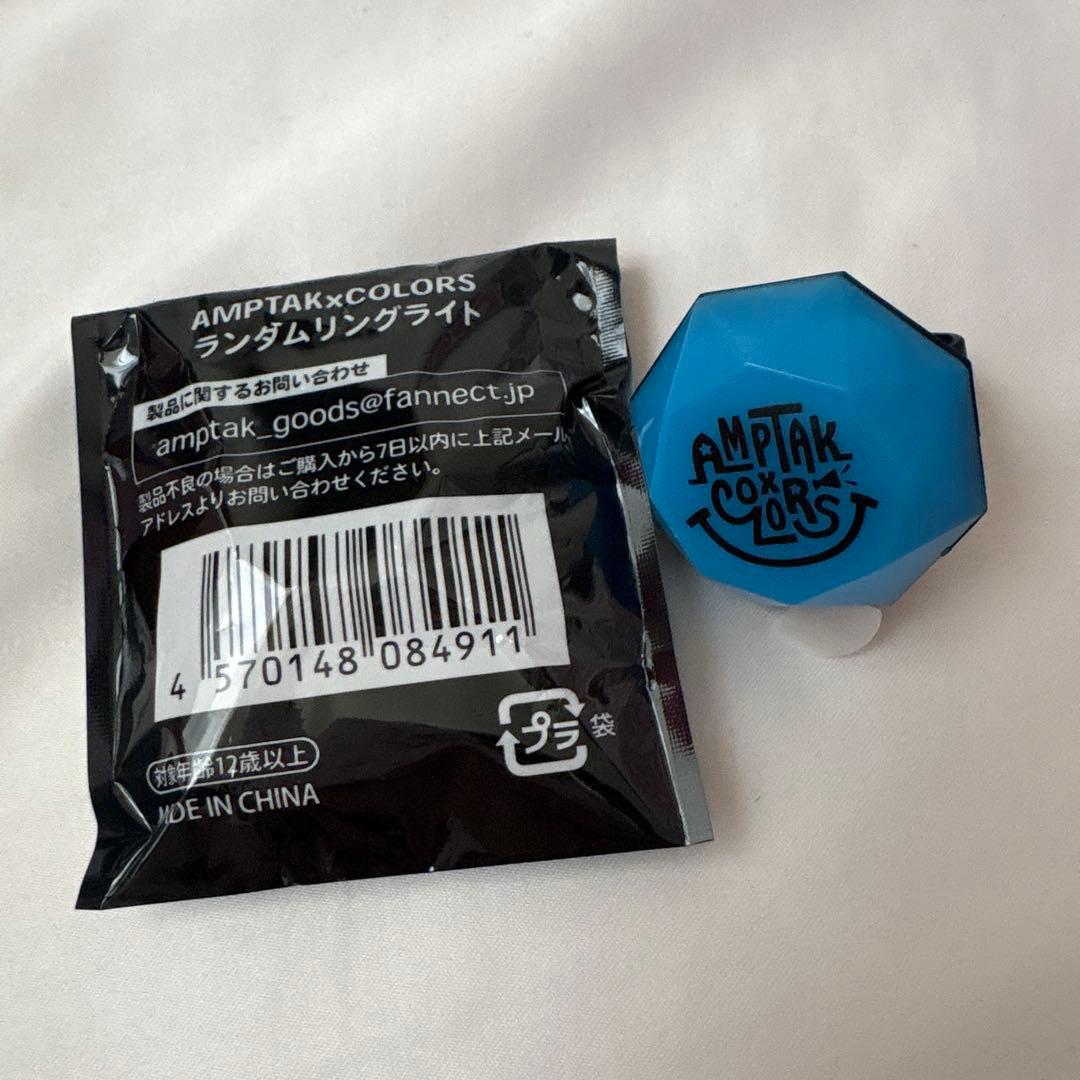 AMPTAK×COLORS
ランダムリングライト
製品に関するお問い合わせ
amptak_goods@fannect.jp
製品不良の場合はご購入から7日以内に上記メール
アドレスよりお問い合わせください。
4 570148 084911
プラ 袋
対象年齢12歳以上
MDE IN CHINA
AMPTAK
COX
LORS